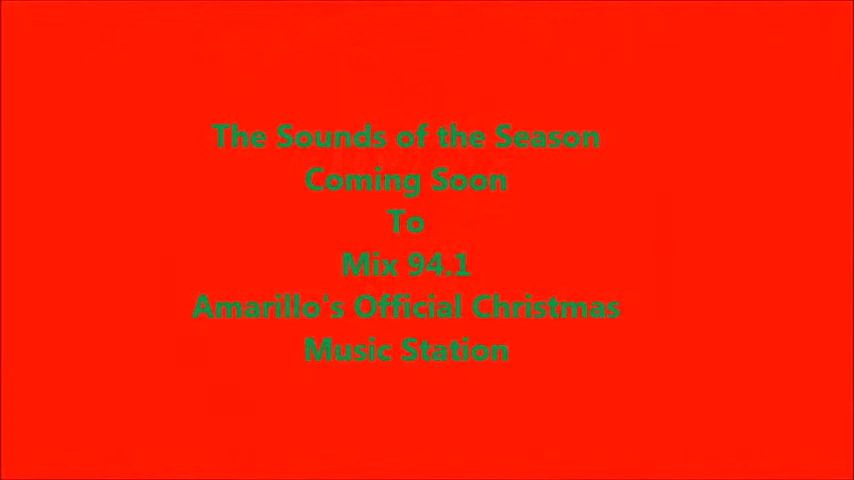 The Sounds of the Season
Coming Soon
To
Mix 94.1
Amarillo's Official Christmas
Music Station